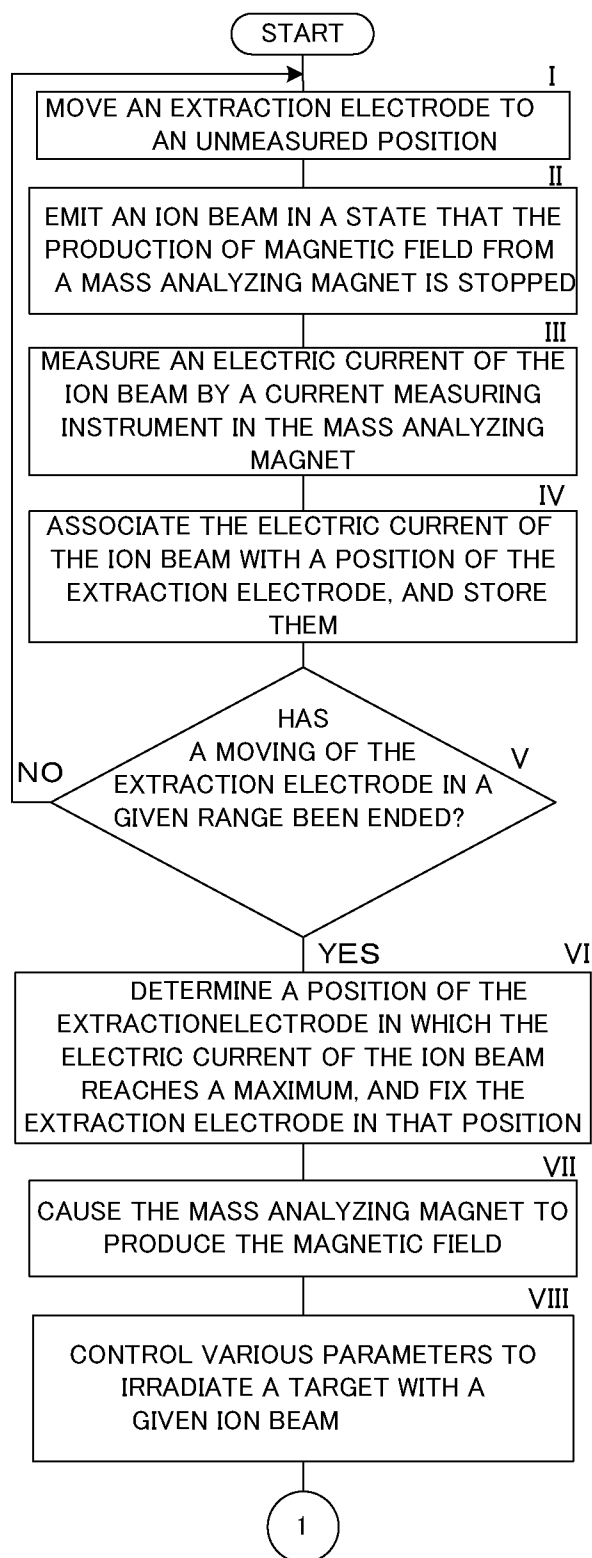 START
I
MOVE AN EXTRACTION ELECTRODE TO
AN UNMEASURED POSITION
II
EMIT AN ION BEAM IN A STATE THAT THE
PRODUCTION OF MAGNETIC FIELD FROM
A MASS ANALYZING MAGNET IS STOPPED
III
MEASURE AN ELECTRIC CURRENT OF THE
ION BEAM BY A CURRENT MEASURING
INSTRUMENT IN THE MASS ANALYZING
MAGNET
IV
ASSOCIATE THE ELECTRIC CURRENT OF
THE ION BEAM WITH A POSITION OF THE
EXTRACTION ELECTRODE, AND STORE
THEM
HAS
A MOVING OF THE
EXTRACTION ELECTRODE IN A
GIVEN RANGE BEEN ENDED?
V
NO
YES
VI
DETERMINE A POSITION OF THE
EXTRACTIONELECTRODE IN WHICH THE
ELECTRIC CURRENT OF THE ION BEAM
REACHES A MAXIMUM, AND FIX THE
EXTRACTION ELECTRODE IN THAT POSITION
VII
CAUSE THE MASS ANALYZING MAGNET TO
PRODUCE THE MAGNETIC FIELD
VIII
CONTROL VARIOUS PARAMETERS TO
IRRADIATE A TARGET WITH A
GIVEN ION BEAM
1